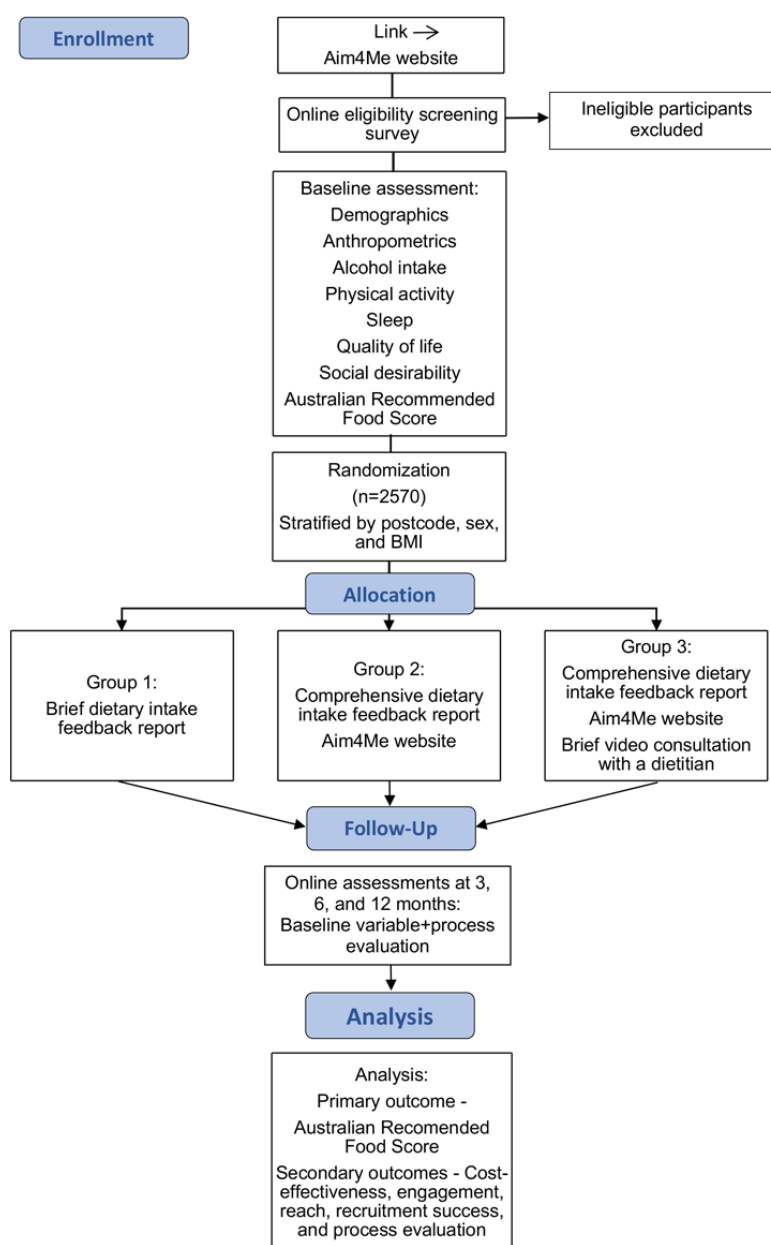 Enrollment
Link →
Aim4Me website
Online eligibility screening
survey
Ineligible participants
excluded
Baseline assessment:
Demographics
Anthropometrics
Alcohol intake
Physical activity
Sleep
Quality of life
Social desirability
Australian Recommended
Food Score
Randomization
(n=2570)
Stratified by postcode, sex,
and BMI
Allocation
Group 1:
Brief dietary intake
feedback report
Group 2:
Comprehensive dietary
intake feedback report
Aim4Me website
Group 3:
Comprehensive dietary
intake feedback report
Aim4Me website
Brief video consultation
with a dietitian
Follow-Up
Online assessments at 3,
6, and 12 months:
Baseline variable+process
evaluation
Analysis
Analysis:
Primary outcome -
Australian Recomended
Food Score
Secondary outcomes - Cost-
effectiveness, engagement,
reach, recruitment success,
and process evaluation